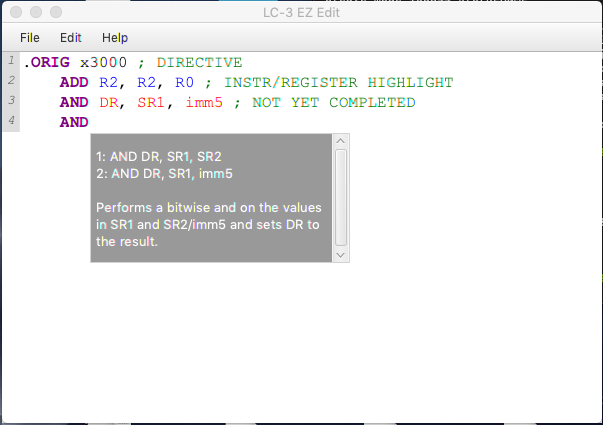 LC-3 EZ Edit
File Edit Help
1 .ORIG x3000 ; DIRECTIVE
2 ADD R2, R2, R0 ; INSTR/REGISTER HIGHLIGHT
3 AND DR, SR1, imm5 ; NOT YET COMPLETED
4 AND
1: AND DR, SR1, SR2
2: AND DR, SR1, imm5
Performs a bitwise and on the values
in SR1 and SR2/imm5 and sets DR to
the result.